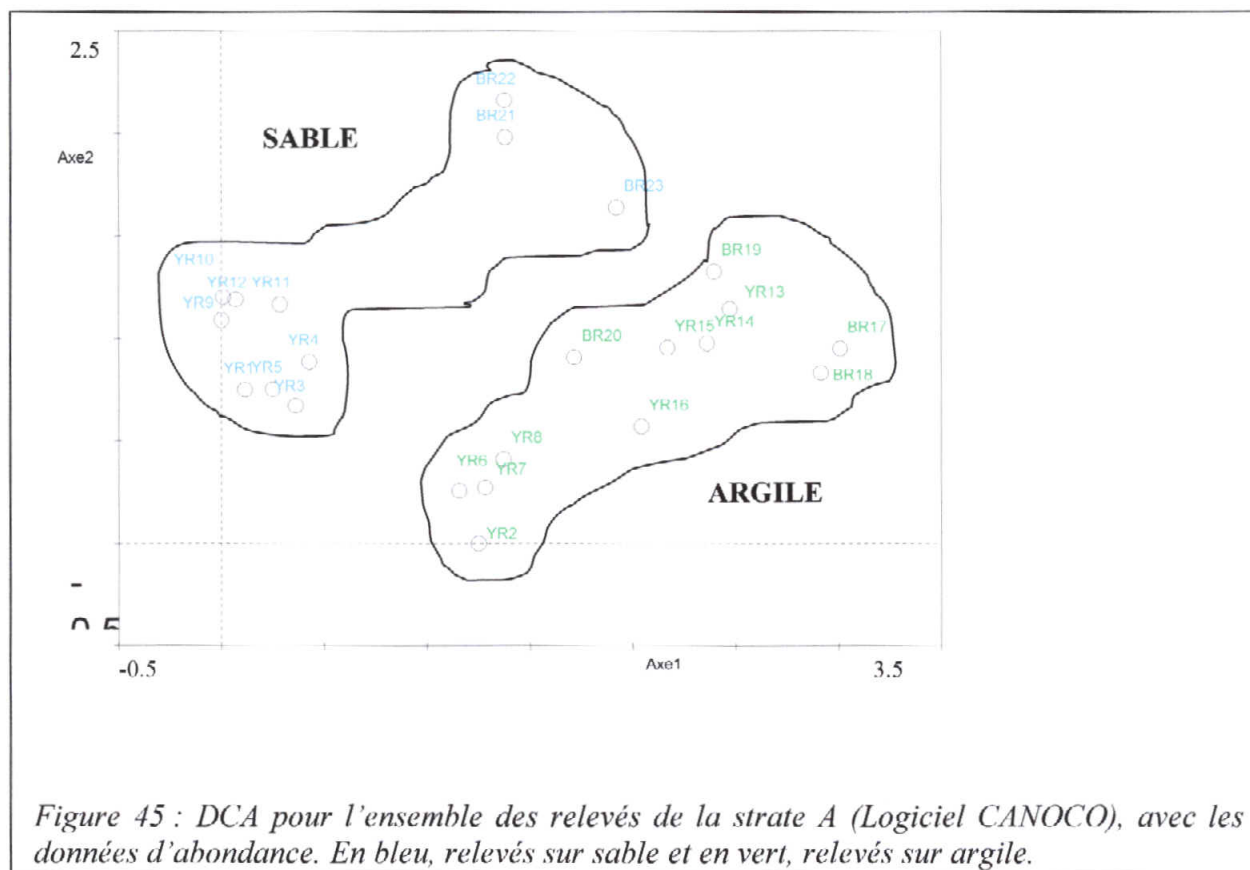 2.5
BR22
BR21
SABLE
Axe2
BR23
BR19
YR10
YR12 YR11
YR9
YR13
YR15 YR14
BR17
YR4
BR20
YR1 YR5
BR18
YR3
YR16
YR8
YR6
YR7
ARGILE
YR2
-0.5
Axe1
3.5
Figure 45 : DCA pour l'ensemble des relevés de la strate A (Logiciel CANOCO), avec les
données d'abondance. En bleu, relevés sur sable et en vert, relevés sur argile.